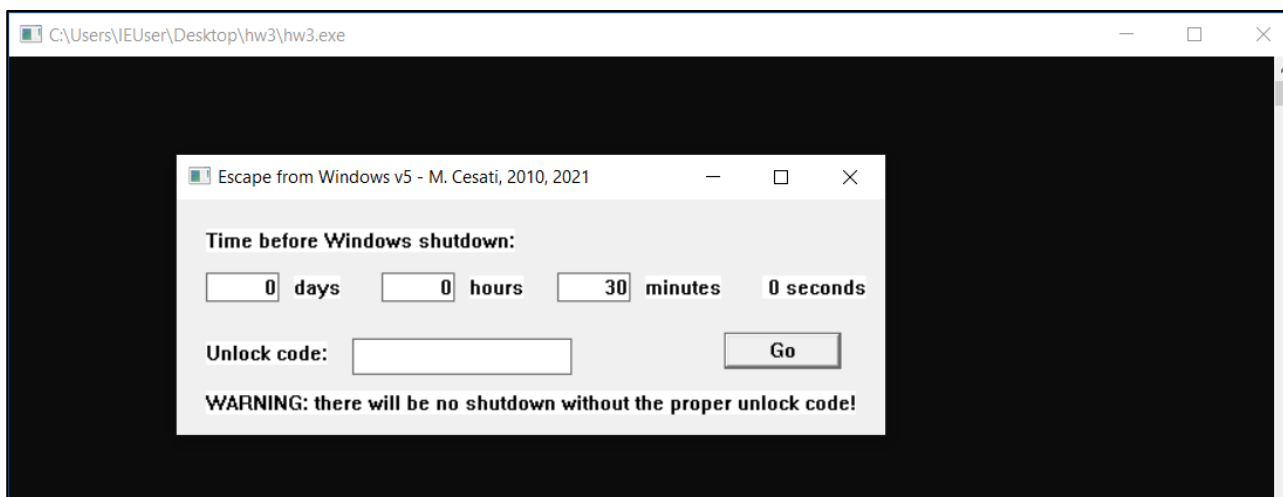 C:\Users\IEUser\Desktop\hw3\hw3.exe
Escape from Windows v5 - M. Cesati, 2010, 2021
Time before Windows shutdown:
0 days 0 hours 30 minutes 0 seconds
Unlock code: Go
WARNING: there will be no shutdown without the proper unlock code!